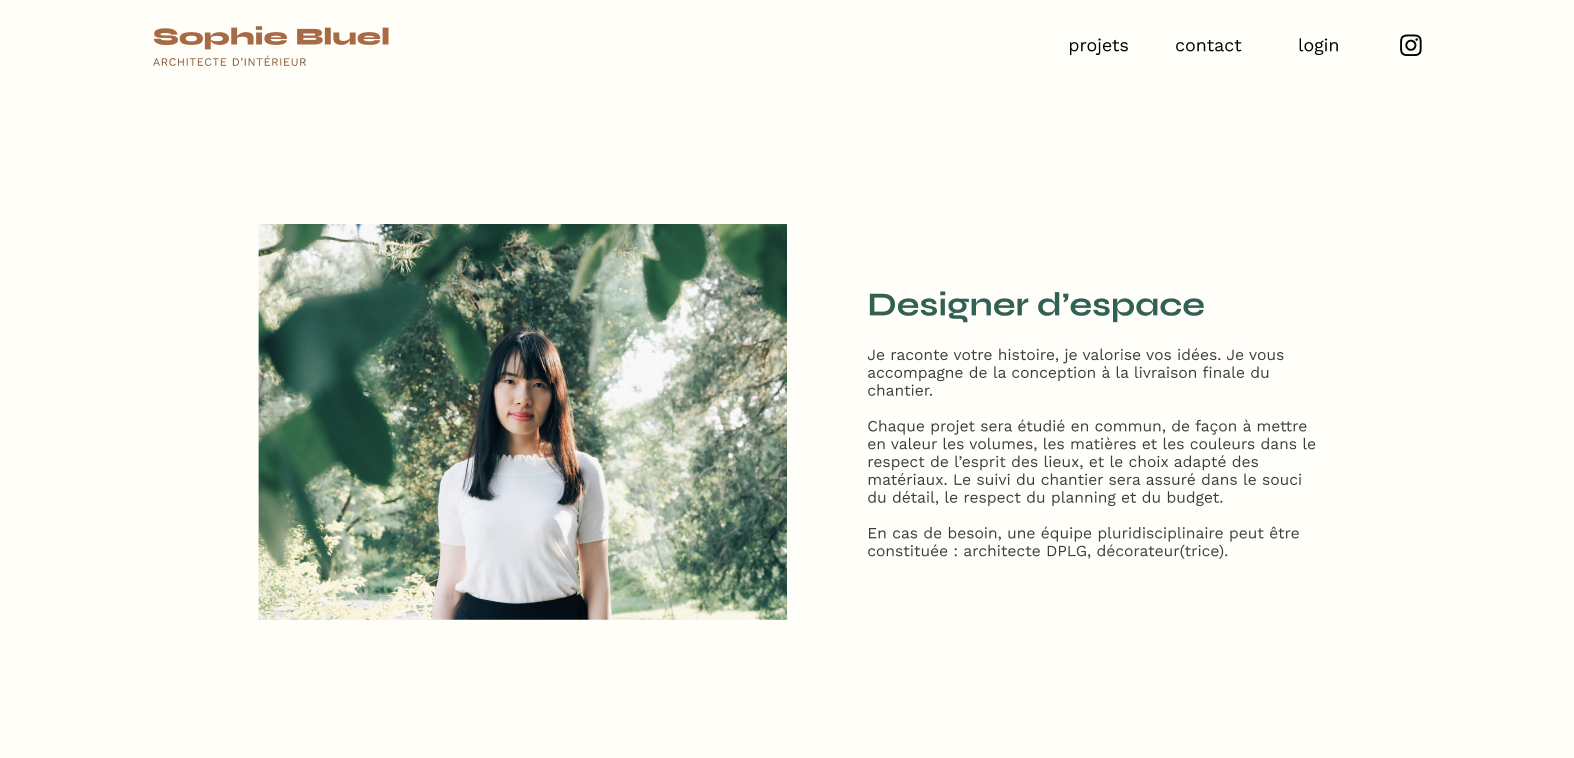 Sophie Bluel
ARCHITECTE D’INTÉRIEUR
projets contact login
Designer d’espace
Je raconte votre histoire, je valorise vos idées. Je vous
accompagne de la conception à la livraison finale du
chantier.
Chaque projet sera étudié en commun, de façon à mettre
en valeur les volumes, les matières et les couleurs dans le
respect de l’esprit des lieux, et le choix adapté des
matériaux. Le suivi du chantier sera assuré dans le souci
du détail, le respect du planning et du budget.
En cas de besoin, une équipe pluridisciplinaire peut être
constituée : architecte DPLG, décorateur(trice).